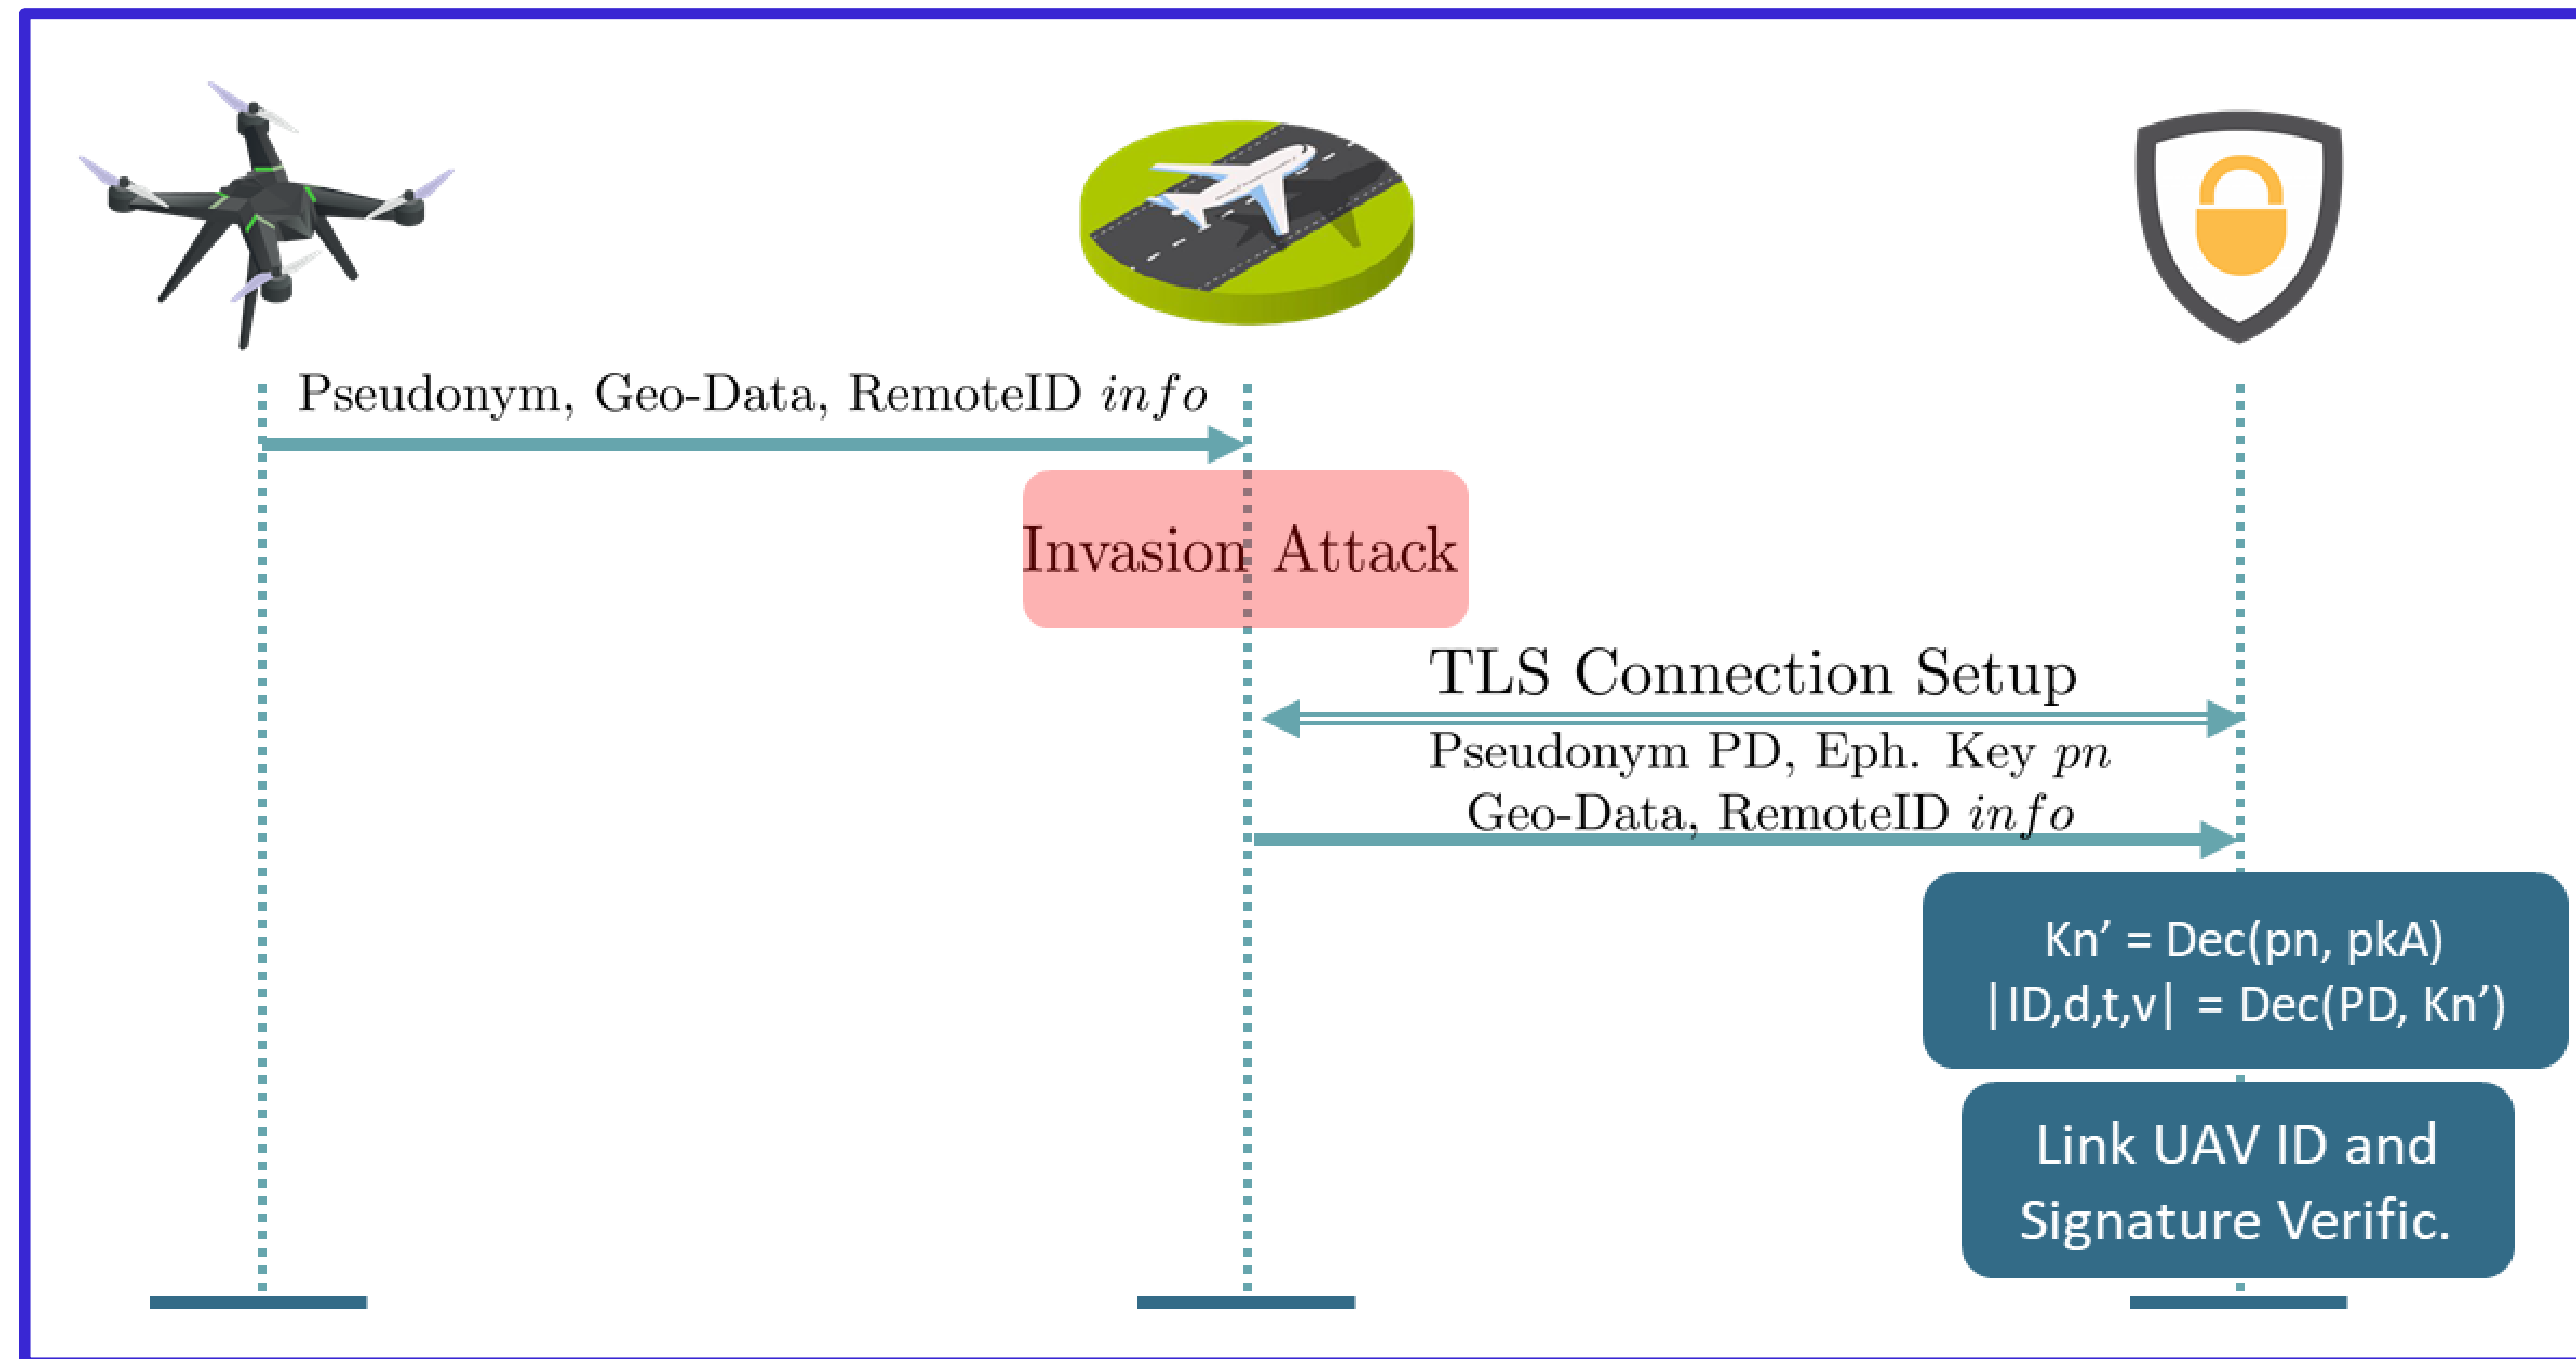 Pseudonym, Geo-Data, RemoteID info
Invasion Attack
TLS Connection Setup
Pseudonym PD, Eph. Key pn
Geo-Data, RemoteID info
Kn’ = Dec(pn, pkA)
|ID,d,t,v| = Dec(PD, Kn’)
Link UAV ID and
Signature Verific.